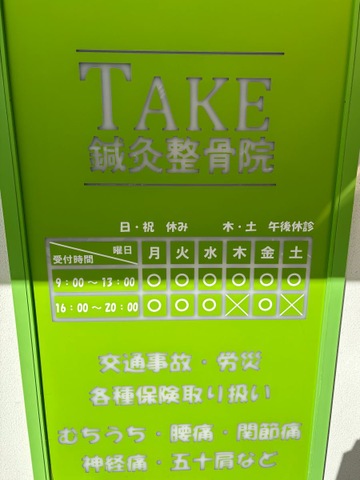 TAKE
鍼灸整骨院
日・祝 休み 木・土 午後休診
曜日 受付時間 月 火 水 木 金 土
9：00～13：00 ○ ○ ○ ○ ○ ○
16：00～20：00 ○ ○ ○ × ○ ×
交通事故・労災
各種保険取り扱い
むちうち・腰痛・関節痛
神経痛・五十肩など